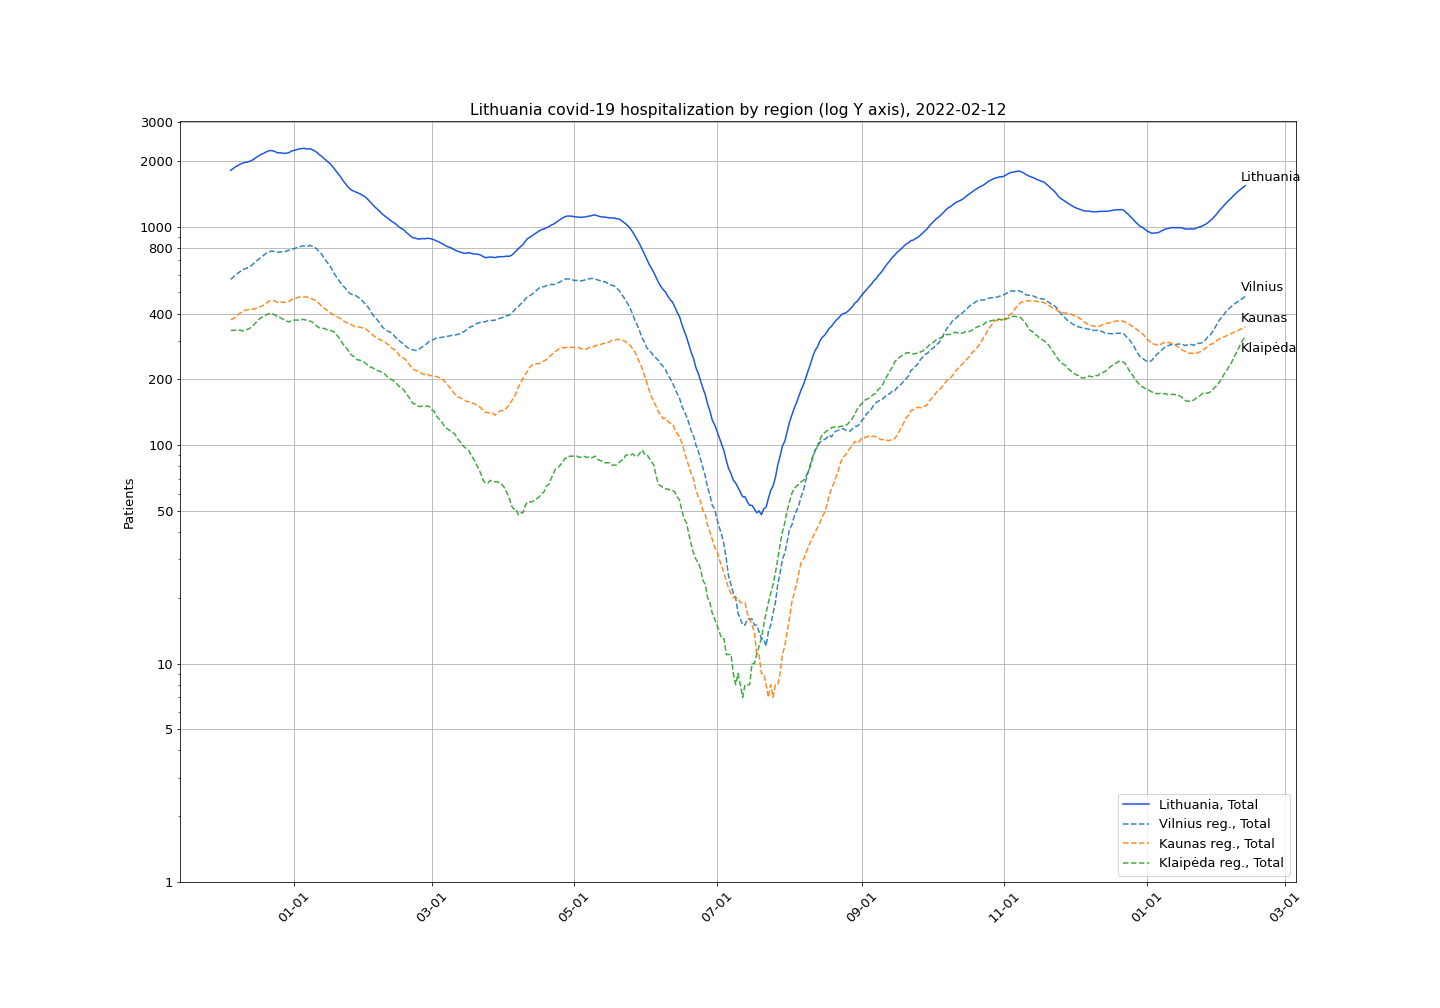 Lithuania covid-19 hospitalization by region (log Y axis), 2022-02-12
3000
2000
1000
800
400
200
100
50
10
5
1
Patients
Lithuania
Vilnius
Kaunas
Klaipėda
Lithuania, Total
Vilnius reg., Total
Kaunas reg., Total
Klaipėda reg., Total
01-01
03-01
05-01
07-01
09-01
11-01
01-01
03-01